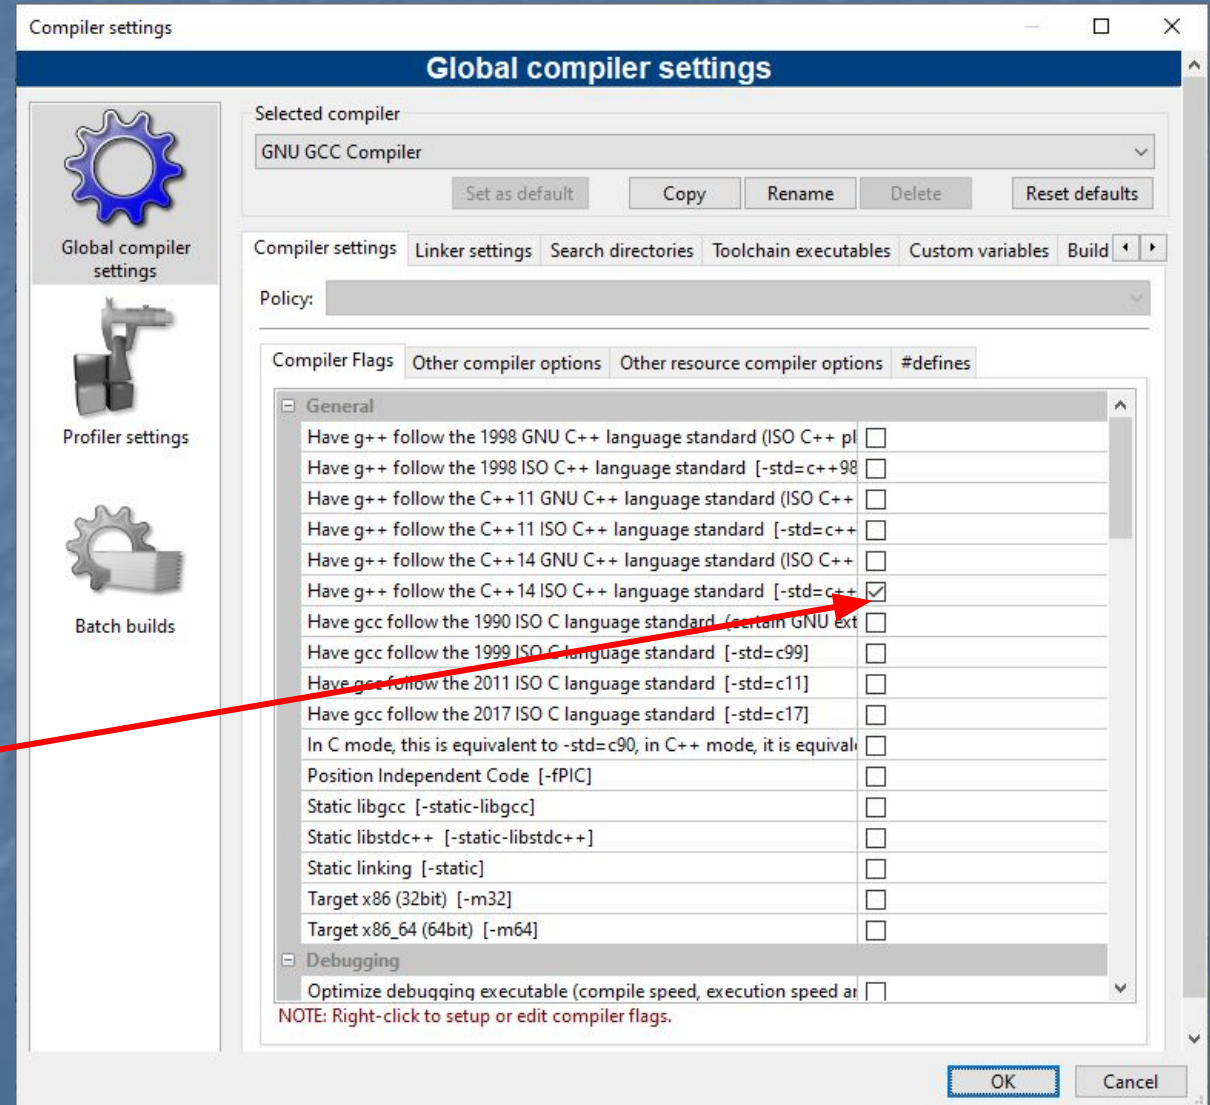 Compiler settings
Global compiler settings
Global compiler
settings
Profiler settings
Batch builds
Selected compiler
GNU GCC Compiler
Set as default Copy Rename Delete Reset defaults
Compiler settings Linker settings Search directories Toolchain executables Custom variables Build
Policy:
Compiler Flags Other compiler options Other resource compiler options #defines
General
Have g++ follow the 1998 GNU C++ language standard (ISO C++ pl
Have g++ follow the 1998 ISO C++ language standard [-std=c++98
Have g++ follow the C++11 GNU C++ language standard (ISO C++
Have g++ follow the C++11 ISO C++ language standard [-std=c++
Have g++ follow the C++14 GNU C++ language standard (ISO C++
Have g++ follow the C++14 ISO C++ language standard [-std=c++
Have gcc follow the 1990 ISO C language standard (certain GNU ext
Have gcc follow the 1999 ISO C language standard [-std=c99]
Have gcc follow the 2011 ISO C language standard [-std=c11]
Have gcc follow the 2017 ISO C language standard [-std=c17]
In C mode, this is equivalent to -std=c90, in C++ mode, it is equivale
Position Independent Code [-fPIC]
Static libgcc [-static-libgcc]
Static libstdc++ [-static-libstdc++]
Static linking [-static]
Target x86 (32bit) [-m32]
Target x86_64 (64bit) [-m64]
Debugging
Optimize debugging executable (compile speed, execution speed ar
NOTE: Right-click to setup or edit compiler flags.
OK Cancel